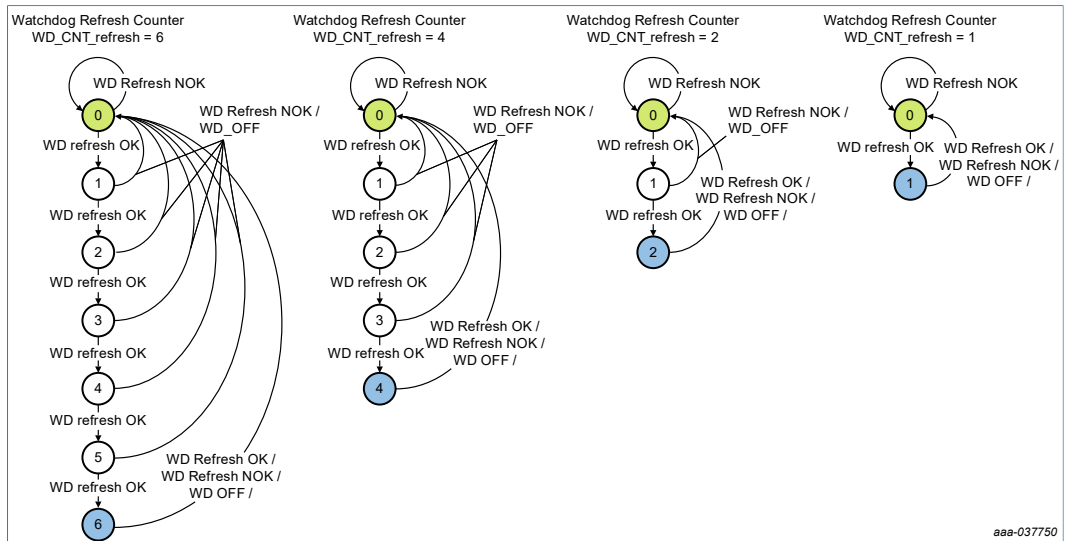 Watchdog Refresh Counter
WD_CNT_refresh = 6
WD Refresh NOK
0
WD Refresh NOK /
WD_OFF
WD refresh OK
1
WD refresh OK
2
WD refresh OK
3
WD refresh OK
4
WD refresh OK
5
WD refresh OK
WD Refresh OK /
WD Refresh NOK /
WD OFF /
6
Watchdog Refresh Counter
WD_CNT_refresh = 4
WD Refresh NOK
0
WD Refresh NOK /
WD_OFF
WD refresh OK
1
WD refresh OK
2
WD refresh OK
3
WD refresh OK
WD Refresh OK /
WD Refresh NOK /
WD OFF /
4
Watchdog Refresh Counter
WD_CNT_refresh = 2
WD Refresh NOK
0
WD Refresh NOK /
WD_OFF
WD refresh OK
1
WD refresh OK
WD Refresh OK /
WD Refresh NOK /
WD OFF /
2
Watchdog Refresh Counter
WD_CNT_refresh = 1
WD Refresh NOK
0
WD refresh OK
WD Refresh OK /
WD Refresh NOK /
WD OFF /
1
aaa-037750